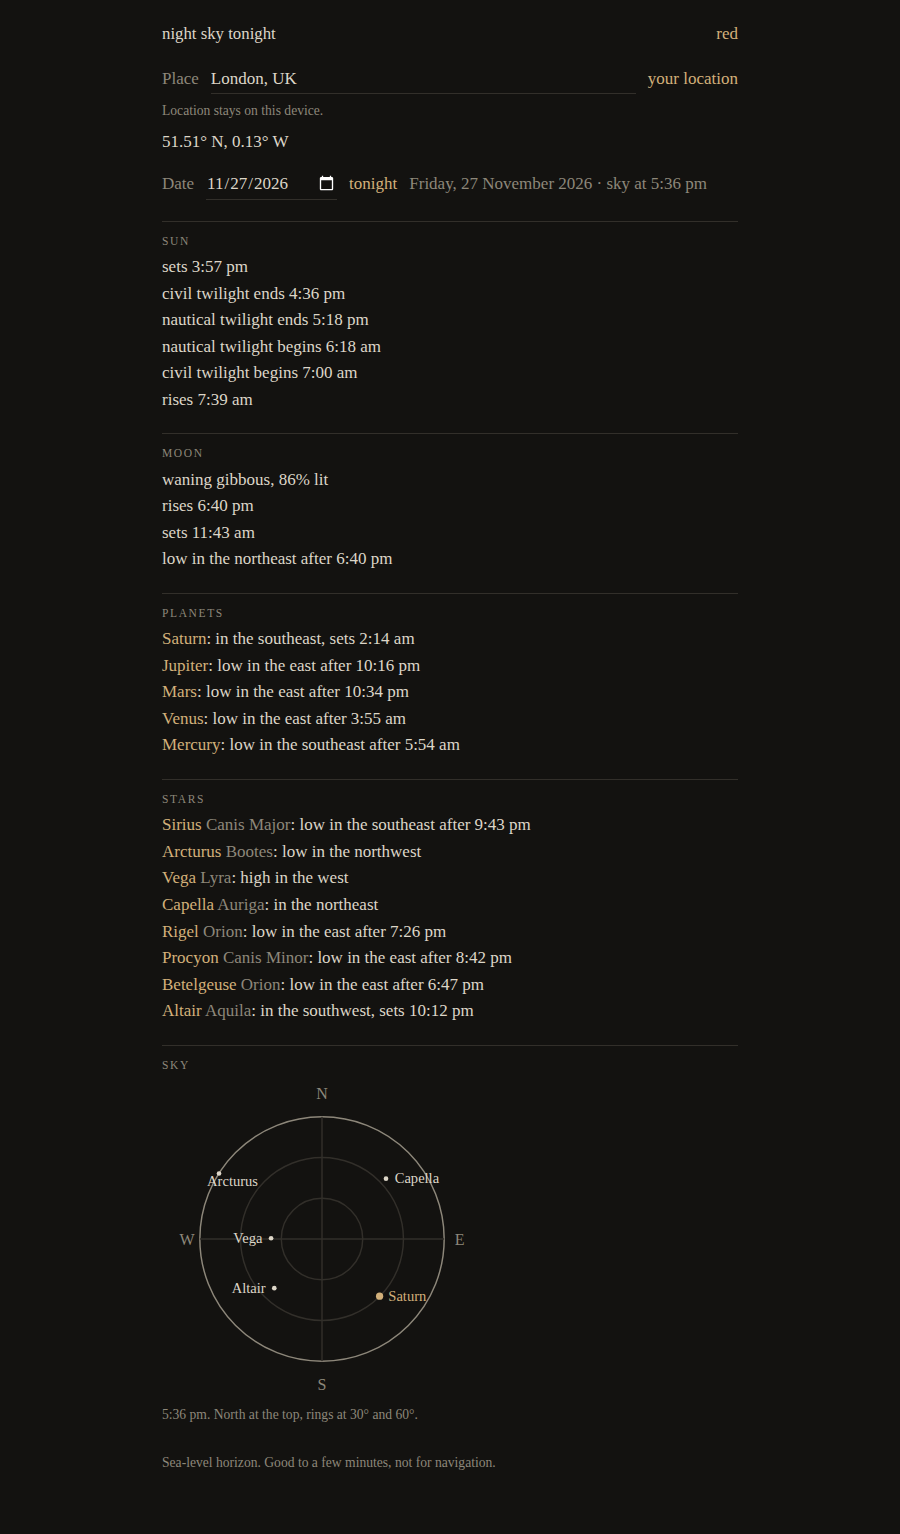 night sky tonight red
Place London, UK your location
Location stays on this device.
51.51° N, 0.13° W
Date 11/27/2026 tonight Friday, 27 November 2026 · sky at 5:36 pm
SUN
sets 3:57 pm
civil twilight ends 4:36 pm
nautical twilight ends 5:18 pm
nautical twilight begins 6:18 am
civil twilight begins 7:00 am
rises 7:39 am
MOON
waning gibbous, 86% lit
rises 6:40 pm
sets 11:43 am
low in the northeast after 6:40 pm
PLANETS
Saturn: in the southeast, sets 2:14 am
Jupiter: low in the east after 10:16 pm
Mars: low in the east after 10:34 pm
Venus: low in the east after 3:55 am
Mercury: low in the southeast after 5:54 am
STARS
Sirius Canis Major: low in the southeast after 9:43 pm
Arcturus Bootes: low in the northwest
Vega Lyra: high in the west
Capella Auriga: in the northeast
Rigel Orion: low in the east after 7:26 pm
Procyon Canis Minor: low in the east after 8:42 pm
Betelgeuse Orion: low in the east after 6:47 pm
Altair Aquila: in the southwest, sets 10:12 pm
SKY
N
Arcturus Capella
W Vega E
Altair Saturn
S
5:36 pm. North at the top, rings at 30° and 60°.
Sea-level horizon. Good to a few minutes, not for navigation.